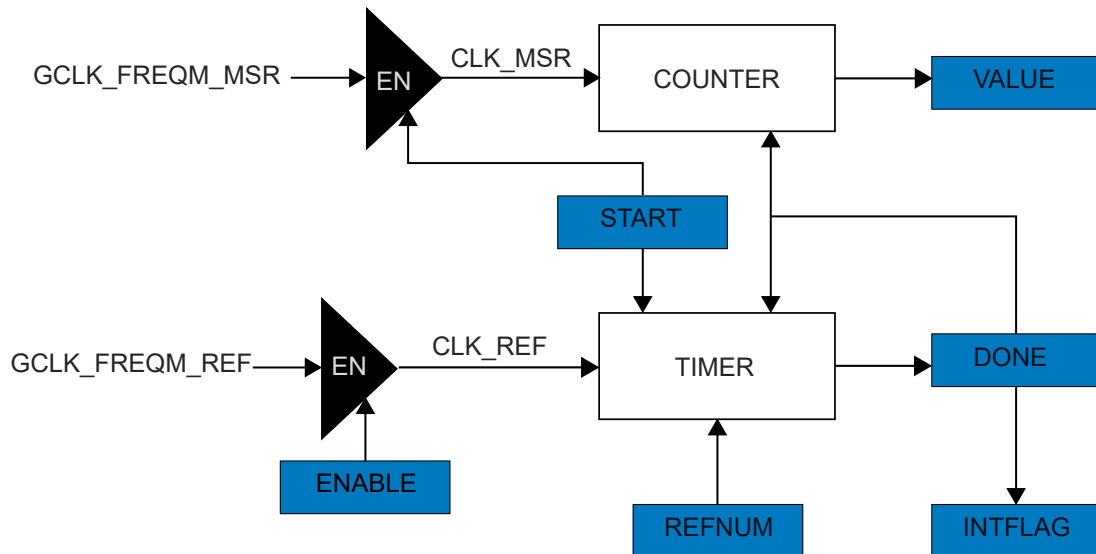 GCLK_FREQM_MSR
EN
CLK_MSR
COUNTER
VALUE
START
GCLK_FREQM_REF
EN
CLK_REF
TIMER
DONE
ENABLE
REFNUM
INTFLAG